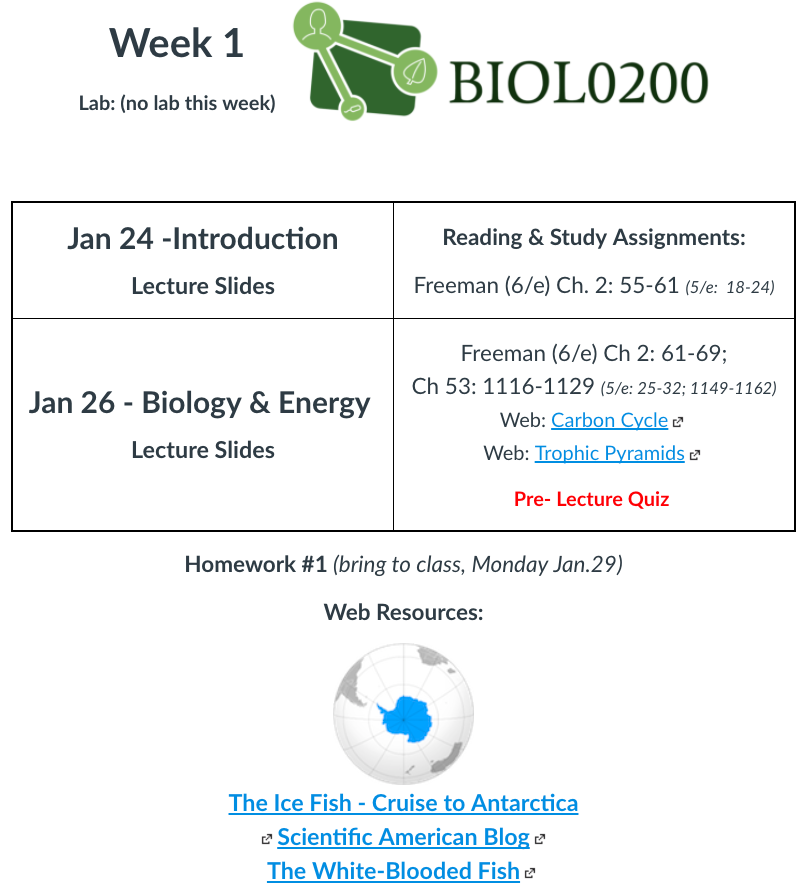 Week 1
Lab: (no lab this week)
BIOL0200
Jan 24 -Introduction
Lecture Slides
Reading & Study Assignments:
Freeman (6/e) Ch. 2: 55-61 (5/e:  18-24)
Jan 26 - Biology & Energy
Lecture Slides
Freeman (6/e) Ch 2: 61-69;
Ch 53: 1116-1129 (5/e: 25-32; 1149-1162)
Web: Carbon Cycle
Web: Trophic Pyramids
Pre- Lecture Quiz
Homework #1 (bring to class, Monday Jan.29)
Web Resources:
The Ice Fish - Cruise to Antarctica
Scientific American Blog
The White-Blooded Fish